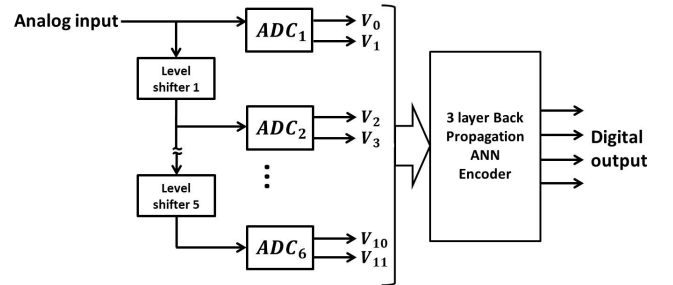 Analog input
ADC1
V0
V1
Level
shifter 1
ADC2
V2
V3
Level
shifter 5
ADC6
V10
V11
3 layer Back
Propagation
ANN
Encoder
Digital
output